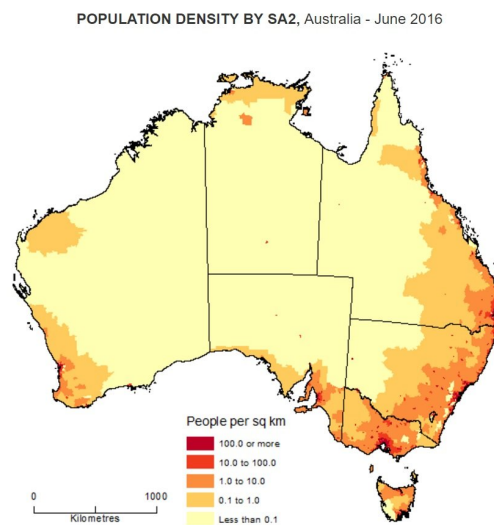 POPULATION DENSITY BY SA2, Australia - June 2016
People per sq km
100.0 or more
10.0 to 100.0
1.0 to 10.0
0.1 to 1.0
Less than 0.1
0 1000
Kilometres